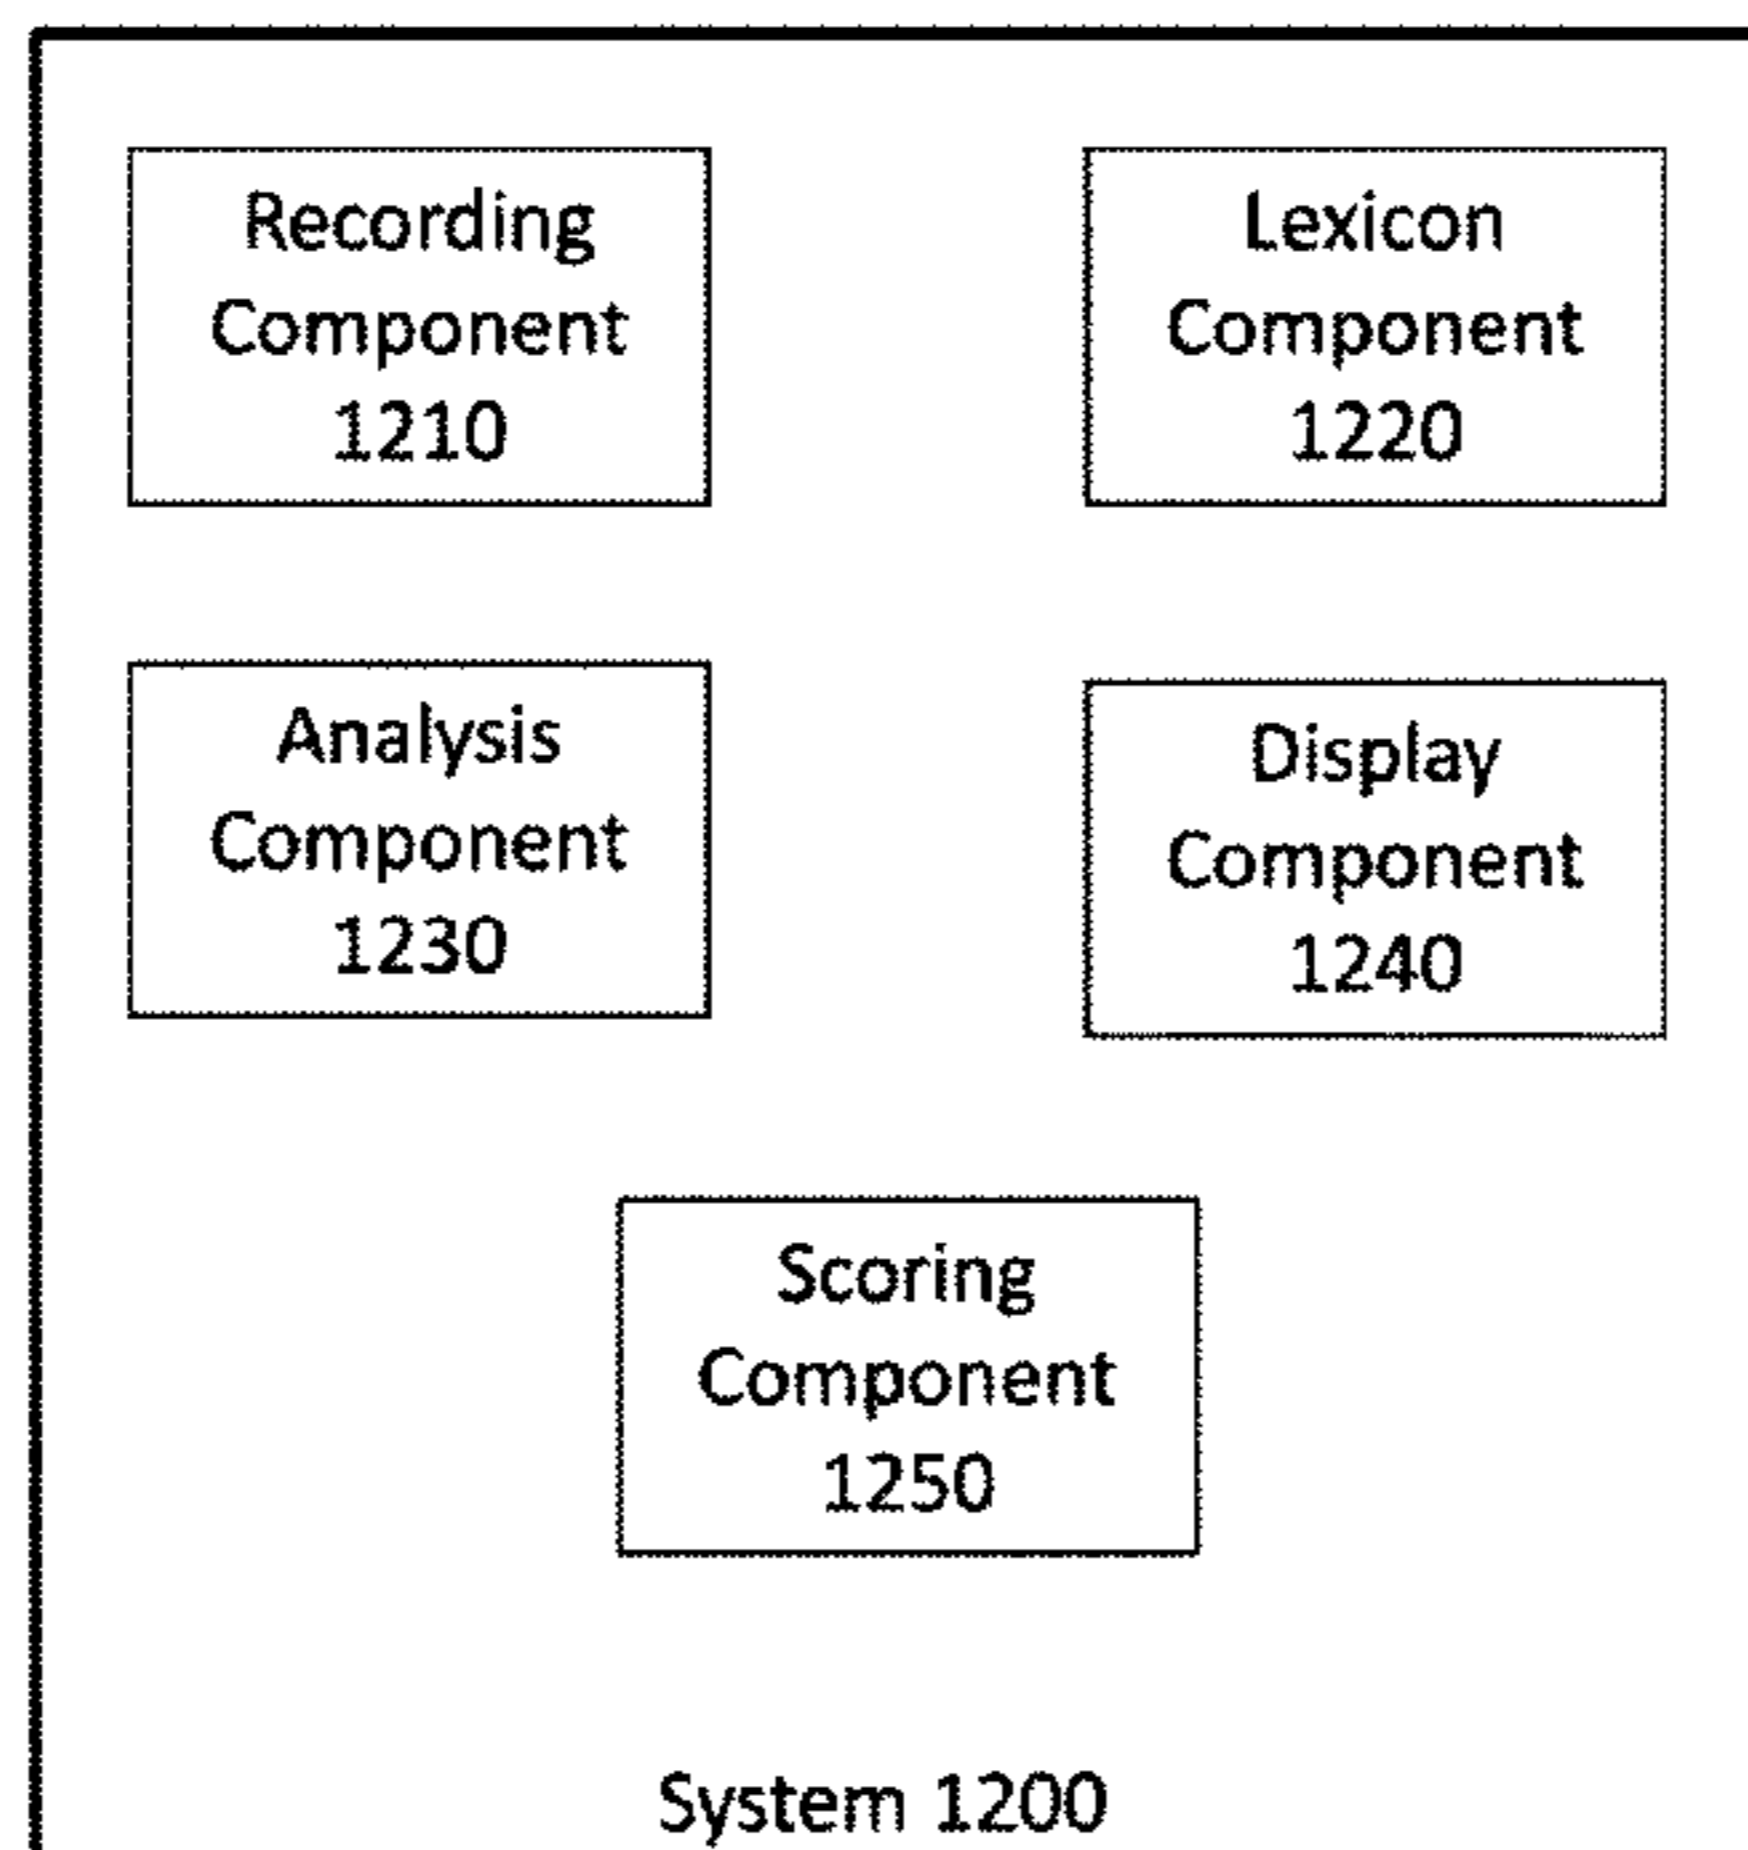 Recording
Component
1210
Lexicon
Component
1220
Analysis
Component
1230
Display
Component
1240
Scoring
Component
1250
System 1200